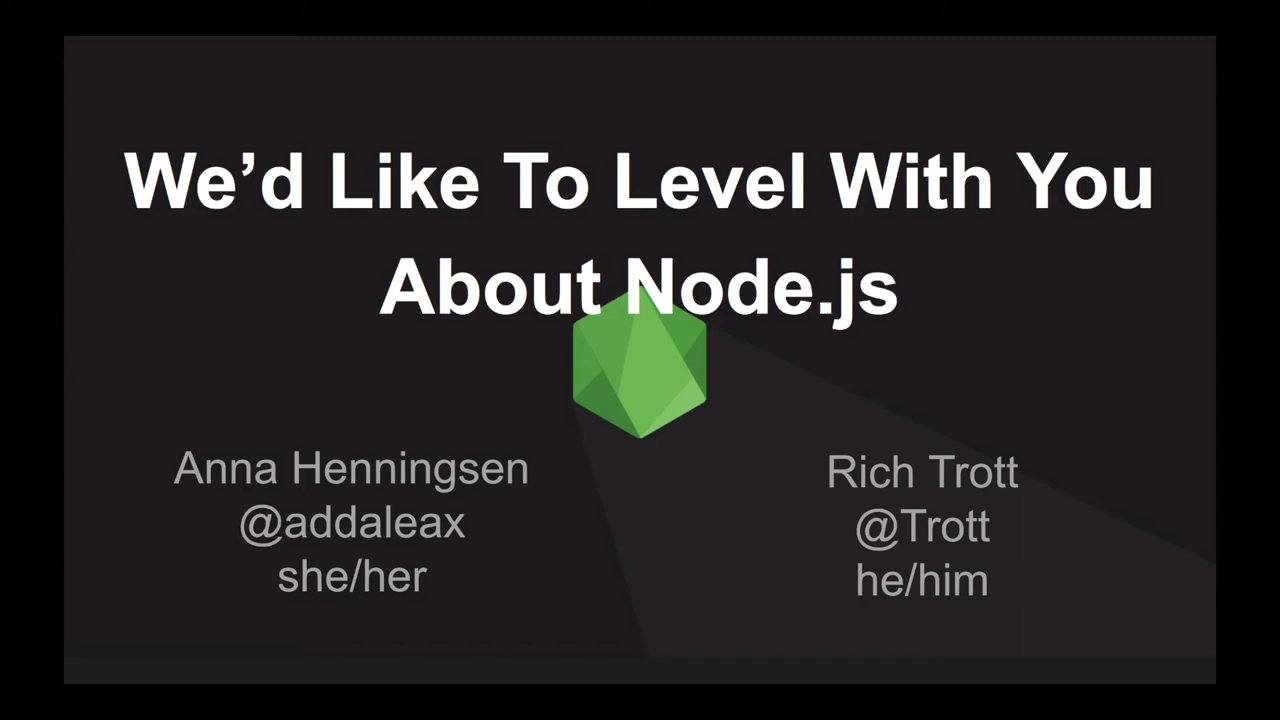 We’d Like To Level With You
About Node.js
Anna Henningsen
@addaleax
she/her
Rich Trott
@Trott
he/him